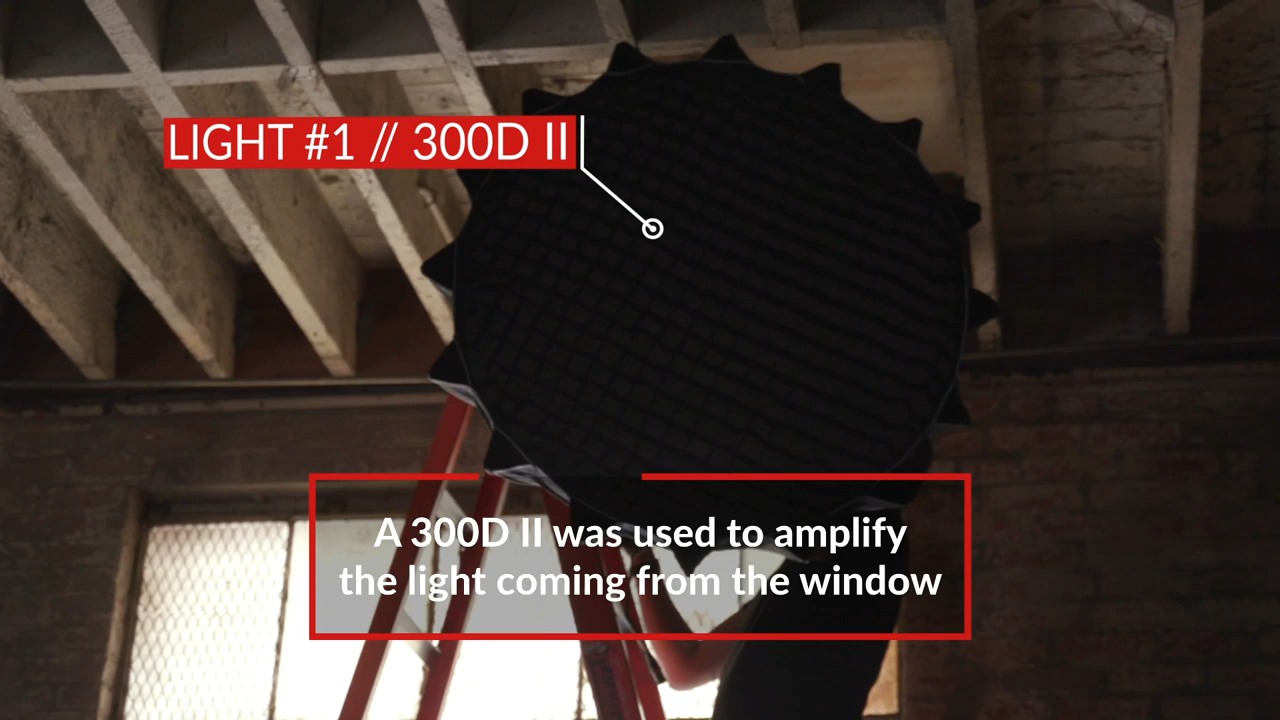 LIGHT #1 // 300D II
A 300D II was used to amplify
the light coming from the window